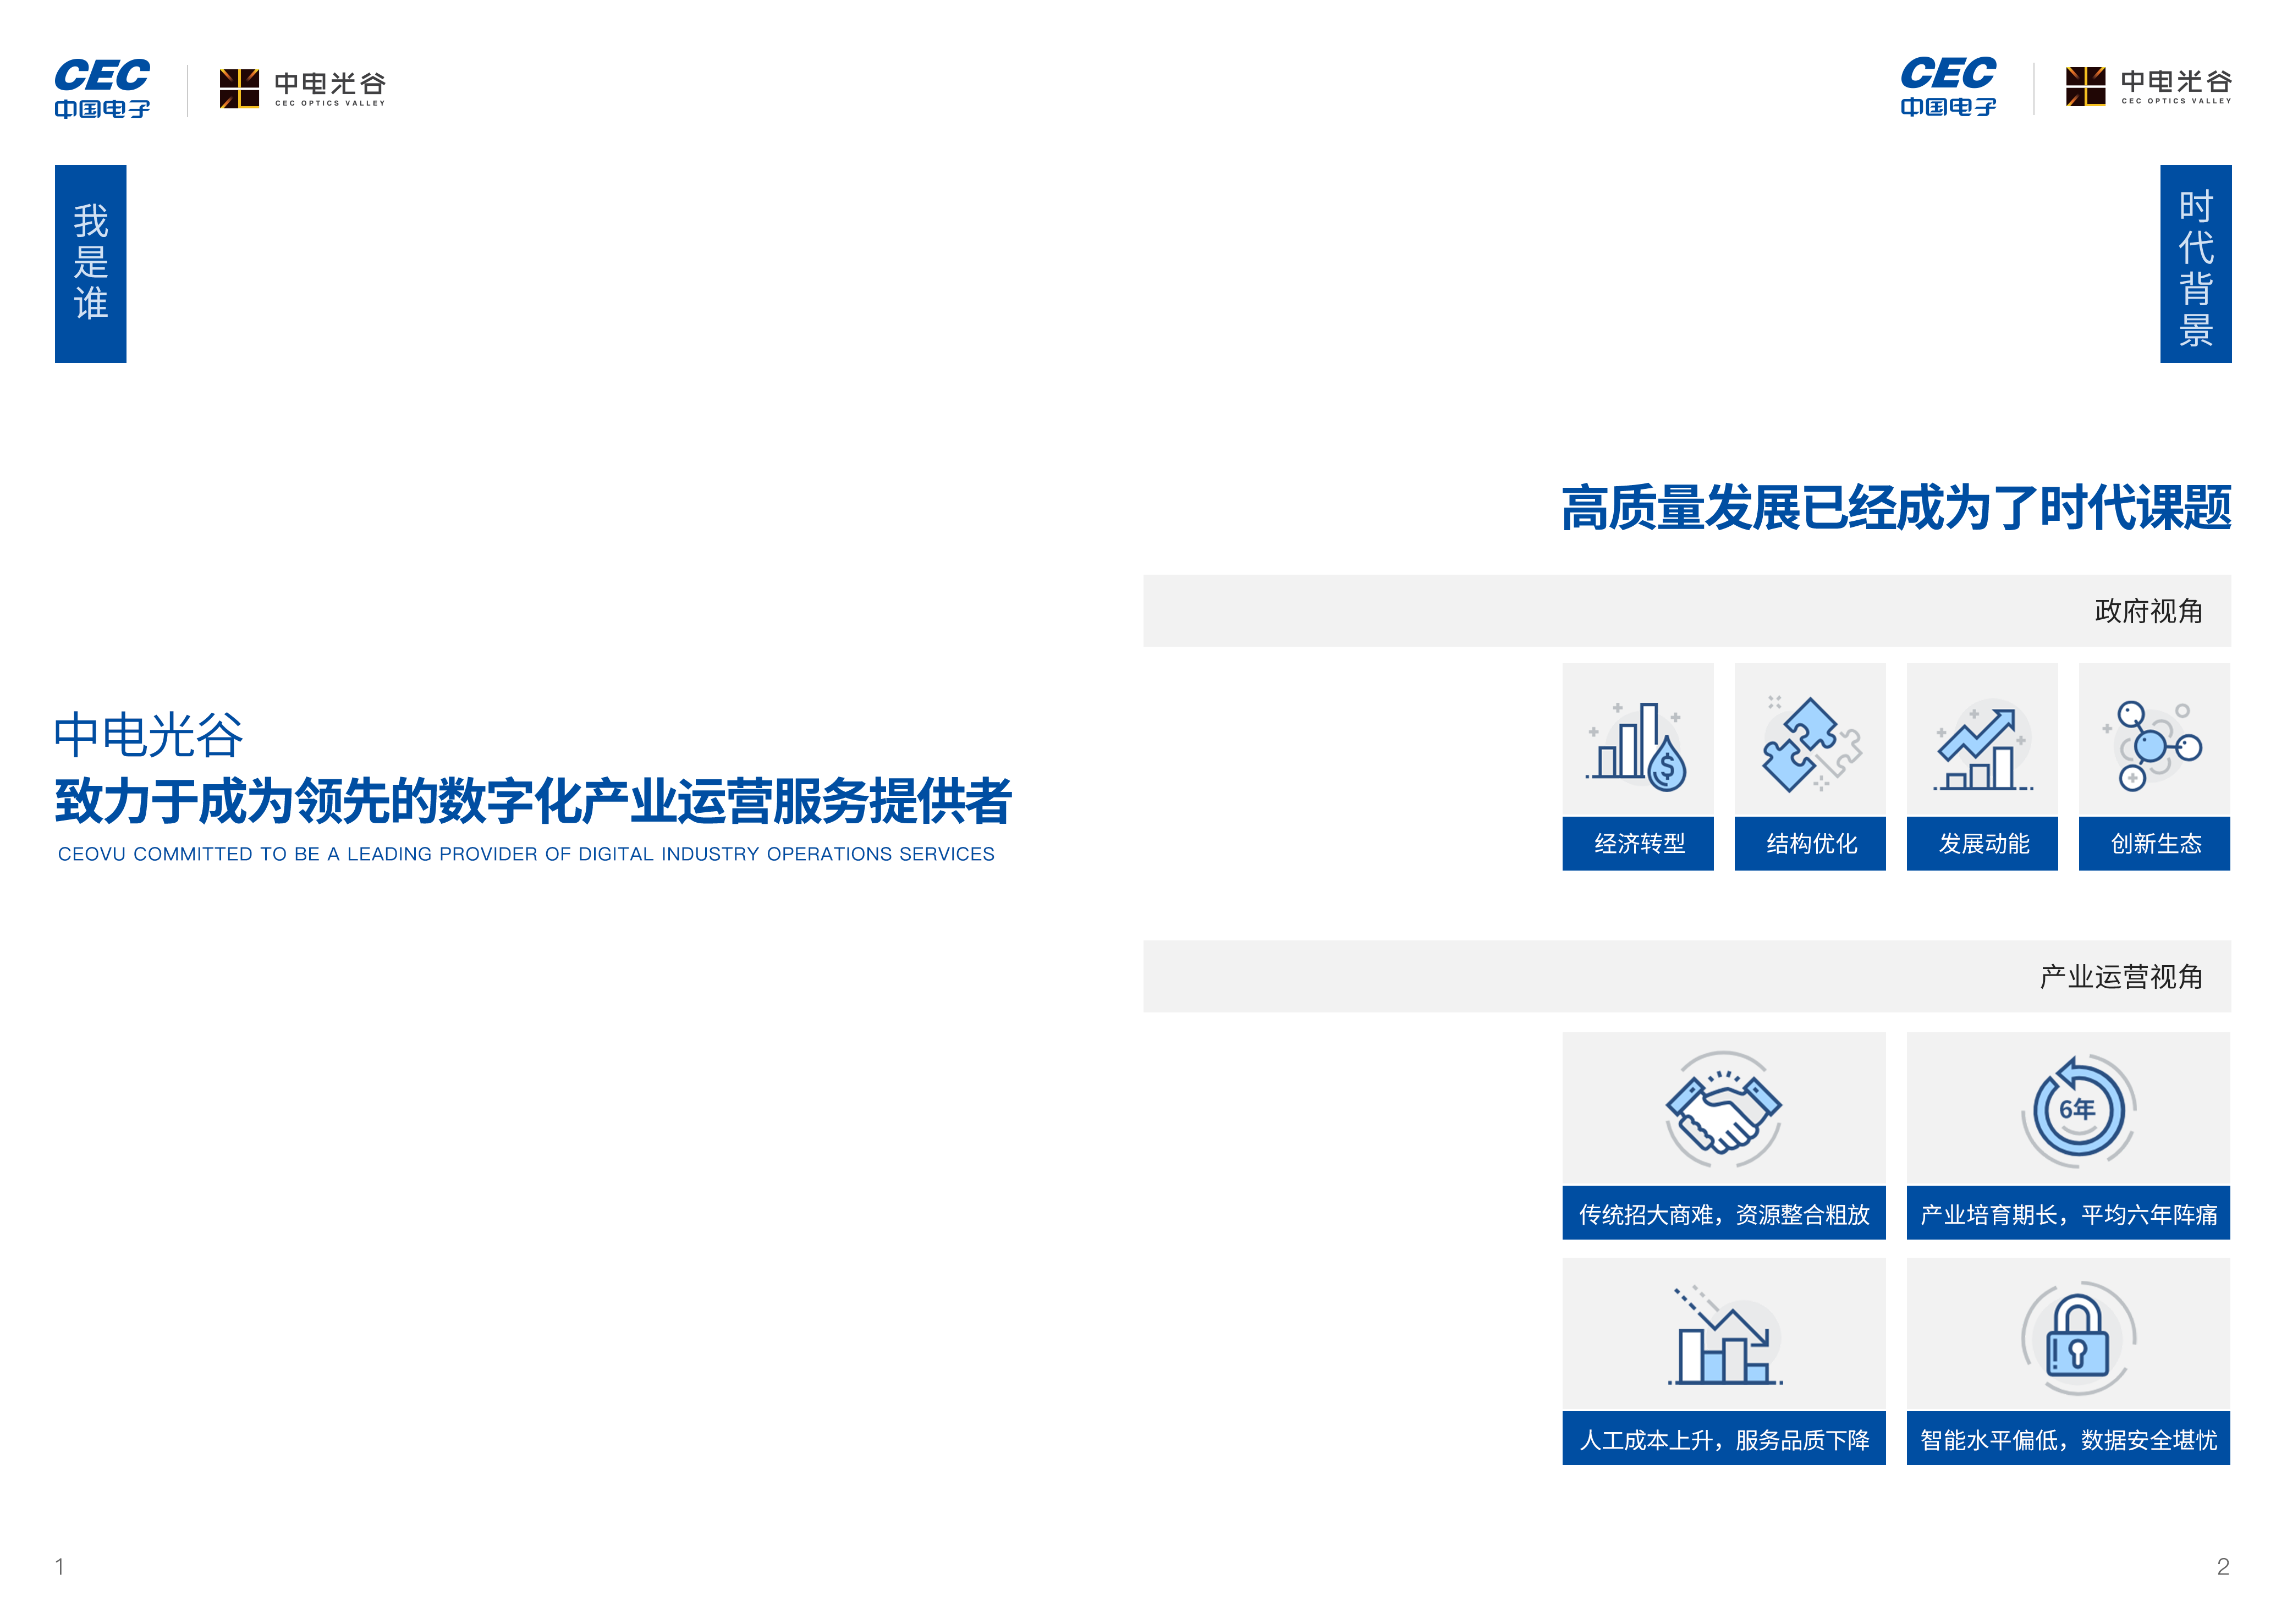 CEC
中国电子
中电光谷
CEC OPTICS VALLEY
我是谁
中电光谷
致力于成为领先的数字化产业运营服务提供者
CEOVU COMMITTED TO BE A LEADING PROVIDER OF DIGITAL INDUSTRY OPERATIONS SERVICES
1
CEC
中国电子
中电光谷
CEC OPTICS VALLEY
时代背景
高质量发展已经成为了时代课题
政府视角
$
经济转型
结构优化
发展动能
创新生态
产业运营视角
6年
传统招大商难，资源整合粗放
产业培育期长，平均六年阵痛
人工成本上升，服务品质下降
智能水平偏低，数据安全堪忧
2